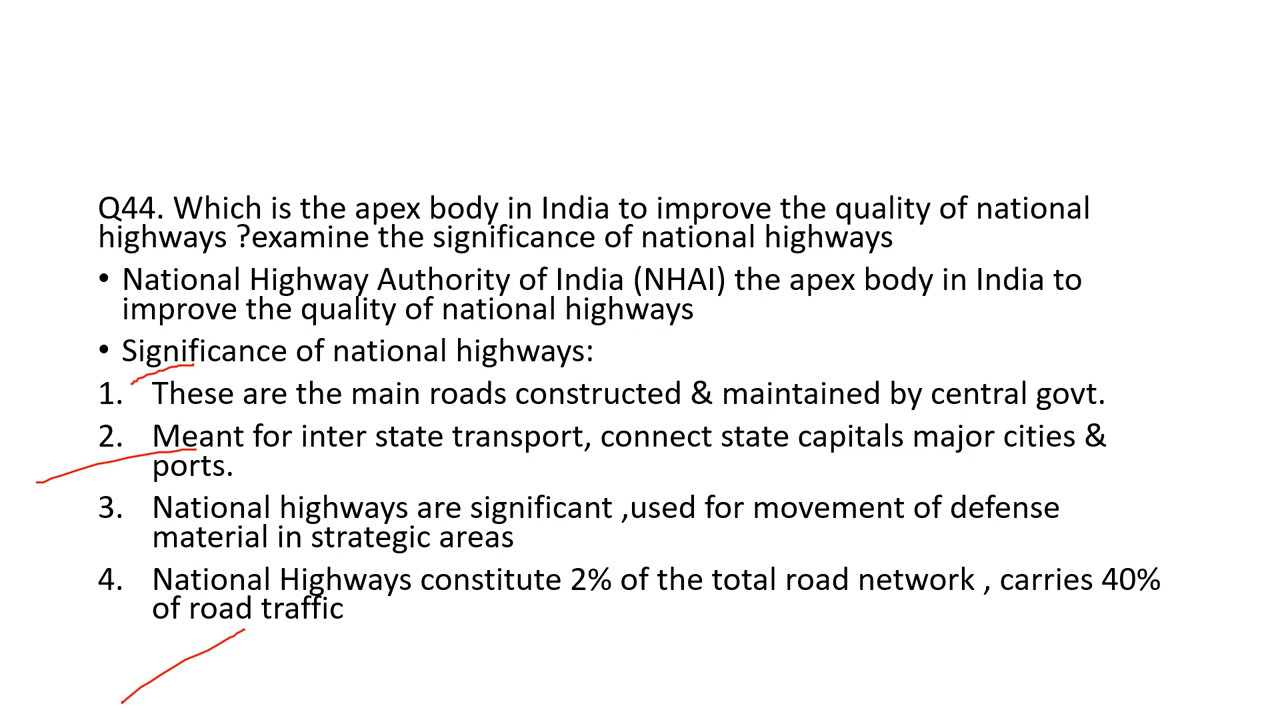 Q44. Which is the apex body in India to improve the quality of national
highways ?examine the significance of national highways
• National Highway Authority of India (NHAI) the apex body in India to
improve the quality of national highways
• Significance of national highways:
1. These are the main roads constructed & maintained by central govt.
2. Meant for inter state transport, connect state capitals major cities &
ports.
3. National highways are significant ,used for movement of defense
material in strategic areas
4. National Highways constitute 2% of the total road network , carries 40%
of road traffic